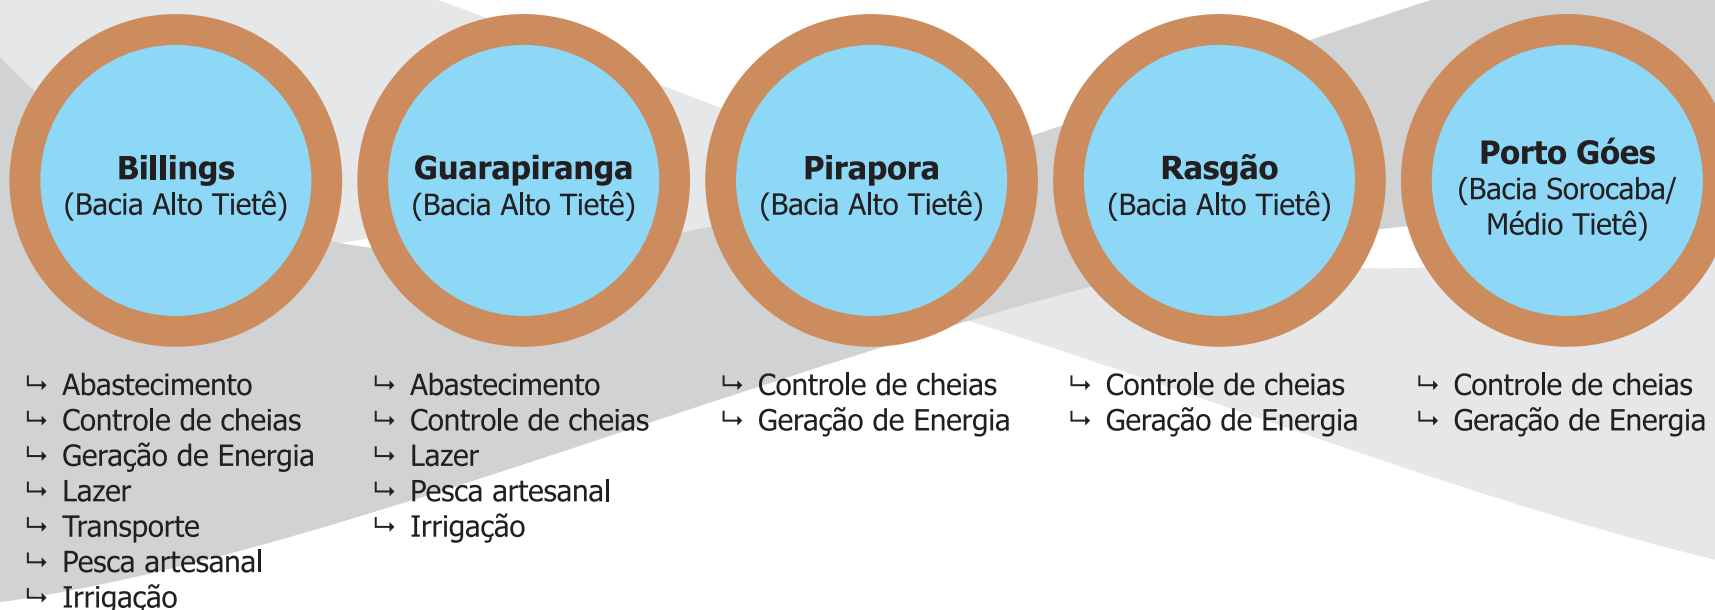 Billings
(Bacia Alto Tietê)
↳ Abastecimento
↳ Controle de cheias
↳ Geração de Energia
↳ Lazer
↳ Transporte
↳ Pesca artesanal
↳ Irrigação
Guarapiranga
(Bacia Alto Tietê)
↳ Abastecimento
↳ Controle de cheias
↳ Lazer
↳ Pesca artesanal
↳ Irrigação
Pirapora
(Bacia Alto Tietê)
↳ Controle de cheias
↳ Geração de Energia
Rasgão
(Bacia Alto Tietê)
↳ Controle de cheias
↳ Geração de Energia
Porto Góes
(Bacia Sorocaba/
Médio Tietê)
↳ Controle de cheias
↳ Geração de Energia